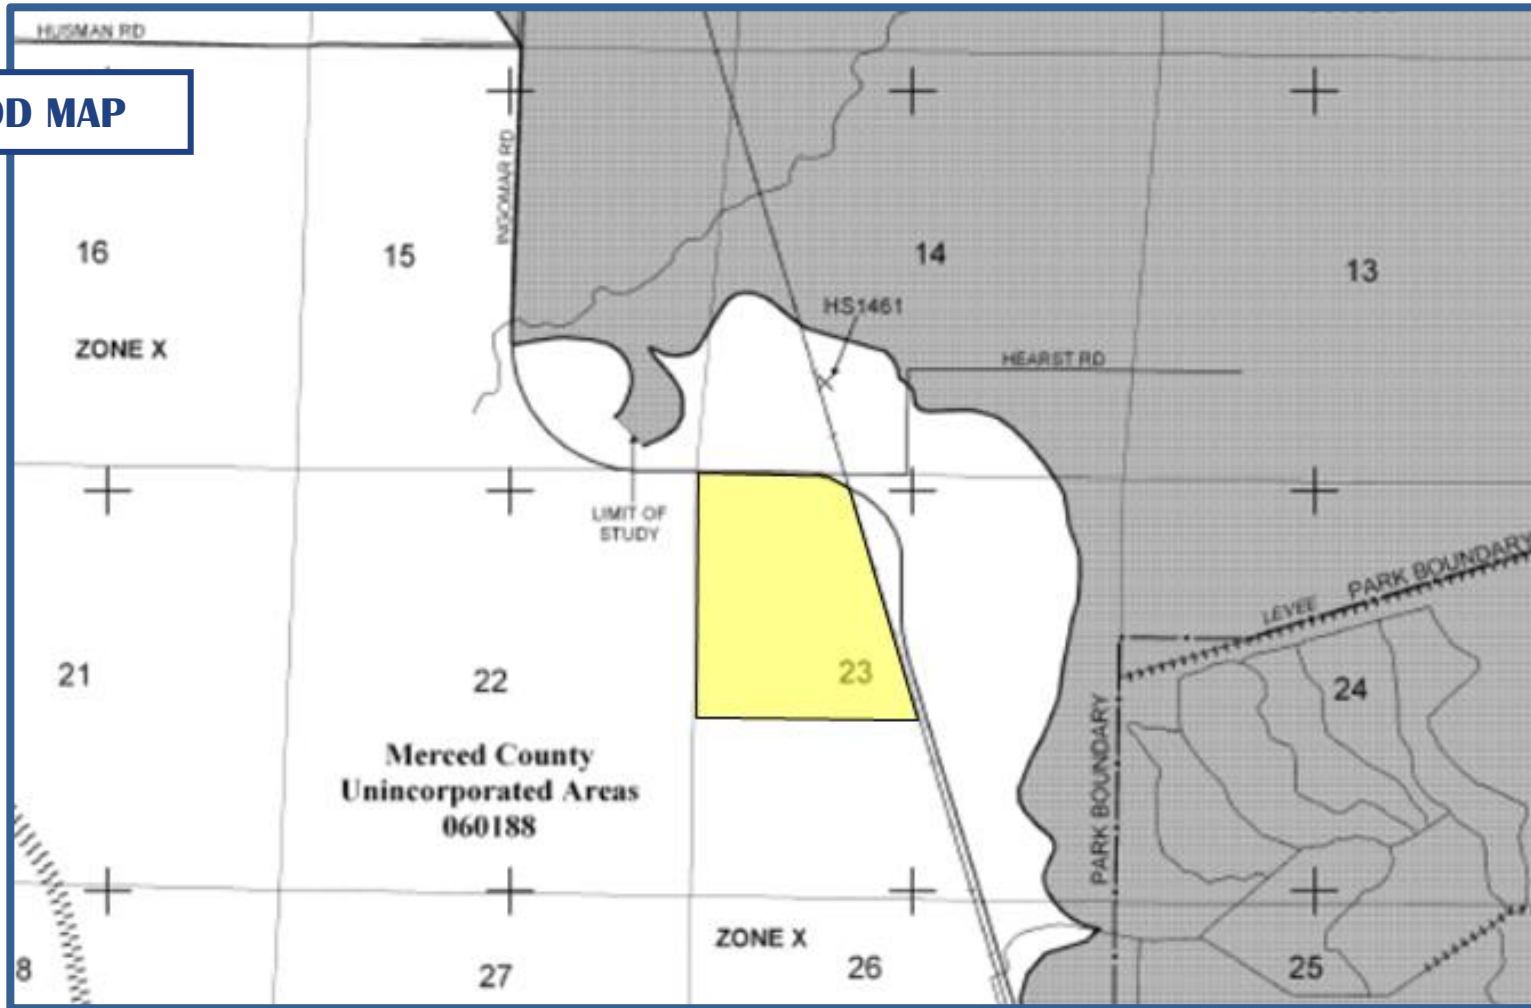 HUSMAN RD
OD MAP
INGOMAR RD
16
15
14
13
HS1461
ZONE X
HEARST RD
LIMIT OF
STUDY
PARK BOUNDARY
LEVEE
21
22
23
24
PARK BOUNDARY
Merced County
Unincorporated Areas
060188
ZONE X
8
27
26
25